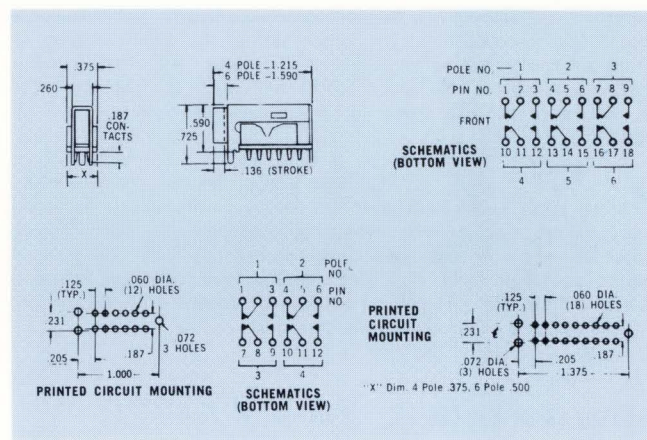 .375
.260
.187
CON-
TACTS
X
4 POLE -1.215
6 POLE -1.590
.590
.725
.136 (STROKE)
POLE NO. 1 2 3
PIN NO. 1 2 3 4 5 6 7 8 9
FRONT
SCHEMATICS
(BOTTOM VIEW)
10 11 12 13 14 15 16 17 18
4 5 6
.125
(TYP.)
.060 DIA.
(12) HOLES
.231
.072
3 HOLES
.205
.187
1.000
PRINTED CIRCUIT MOUNTING
1 2 POLE
NO.
1 3 4 5 6 PIN
NO.
7 8 9 10 11 12
3 4
SCHEMATICS
(BOTTOM VIEW)
PRINTED
CIRCUIT
MOUNTING
.125
(TYP.)
.060 DIA.
(18) HOLES
.231
.072 DIA.
(3) HOLES
.205
.187
1.375
"X" Dim. 4 Pole .375, 6 Pole .500